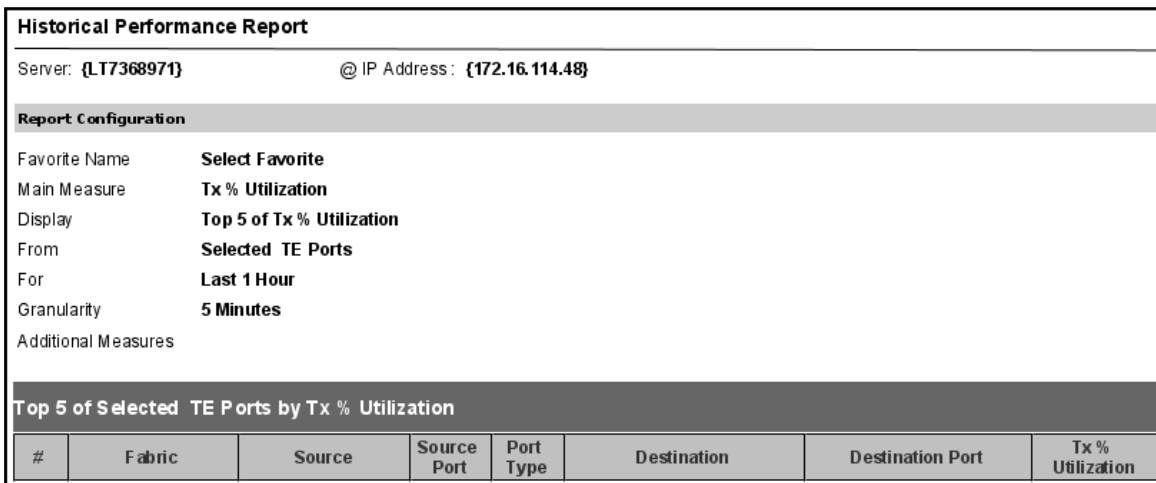 Historical Performance Report
Server: {LT7368971} @ IP Address : {172.16.114.48}
Report Configuration
Favorite Name Select Favorite
Main Measure Tx % Utilization
Display Top 5 of Tx % Utilization
From Selected TE Ports
For Last 1 Hour
Granularity 5 Minutes
Additional Measures
Top 5 of Selected TE Ports by Tx % Utilization
# Fabric Source Source Port Port Type Destination Destination Port Tx % Utilization